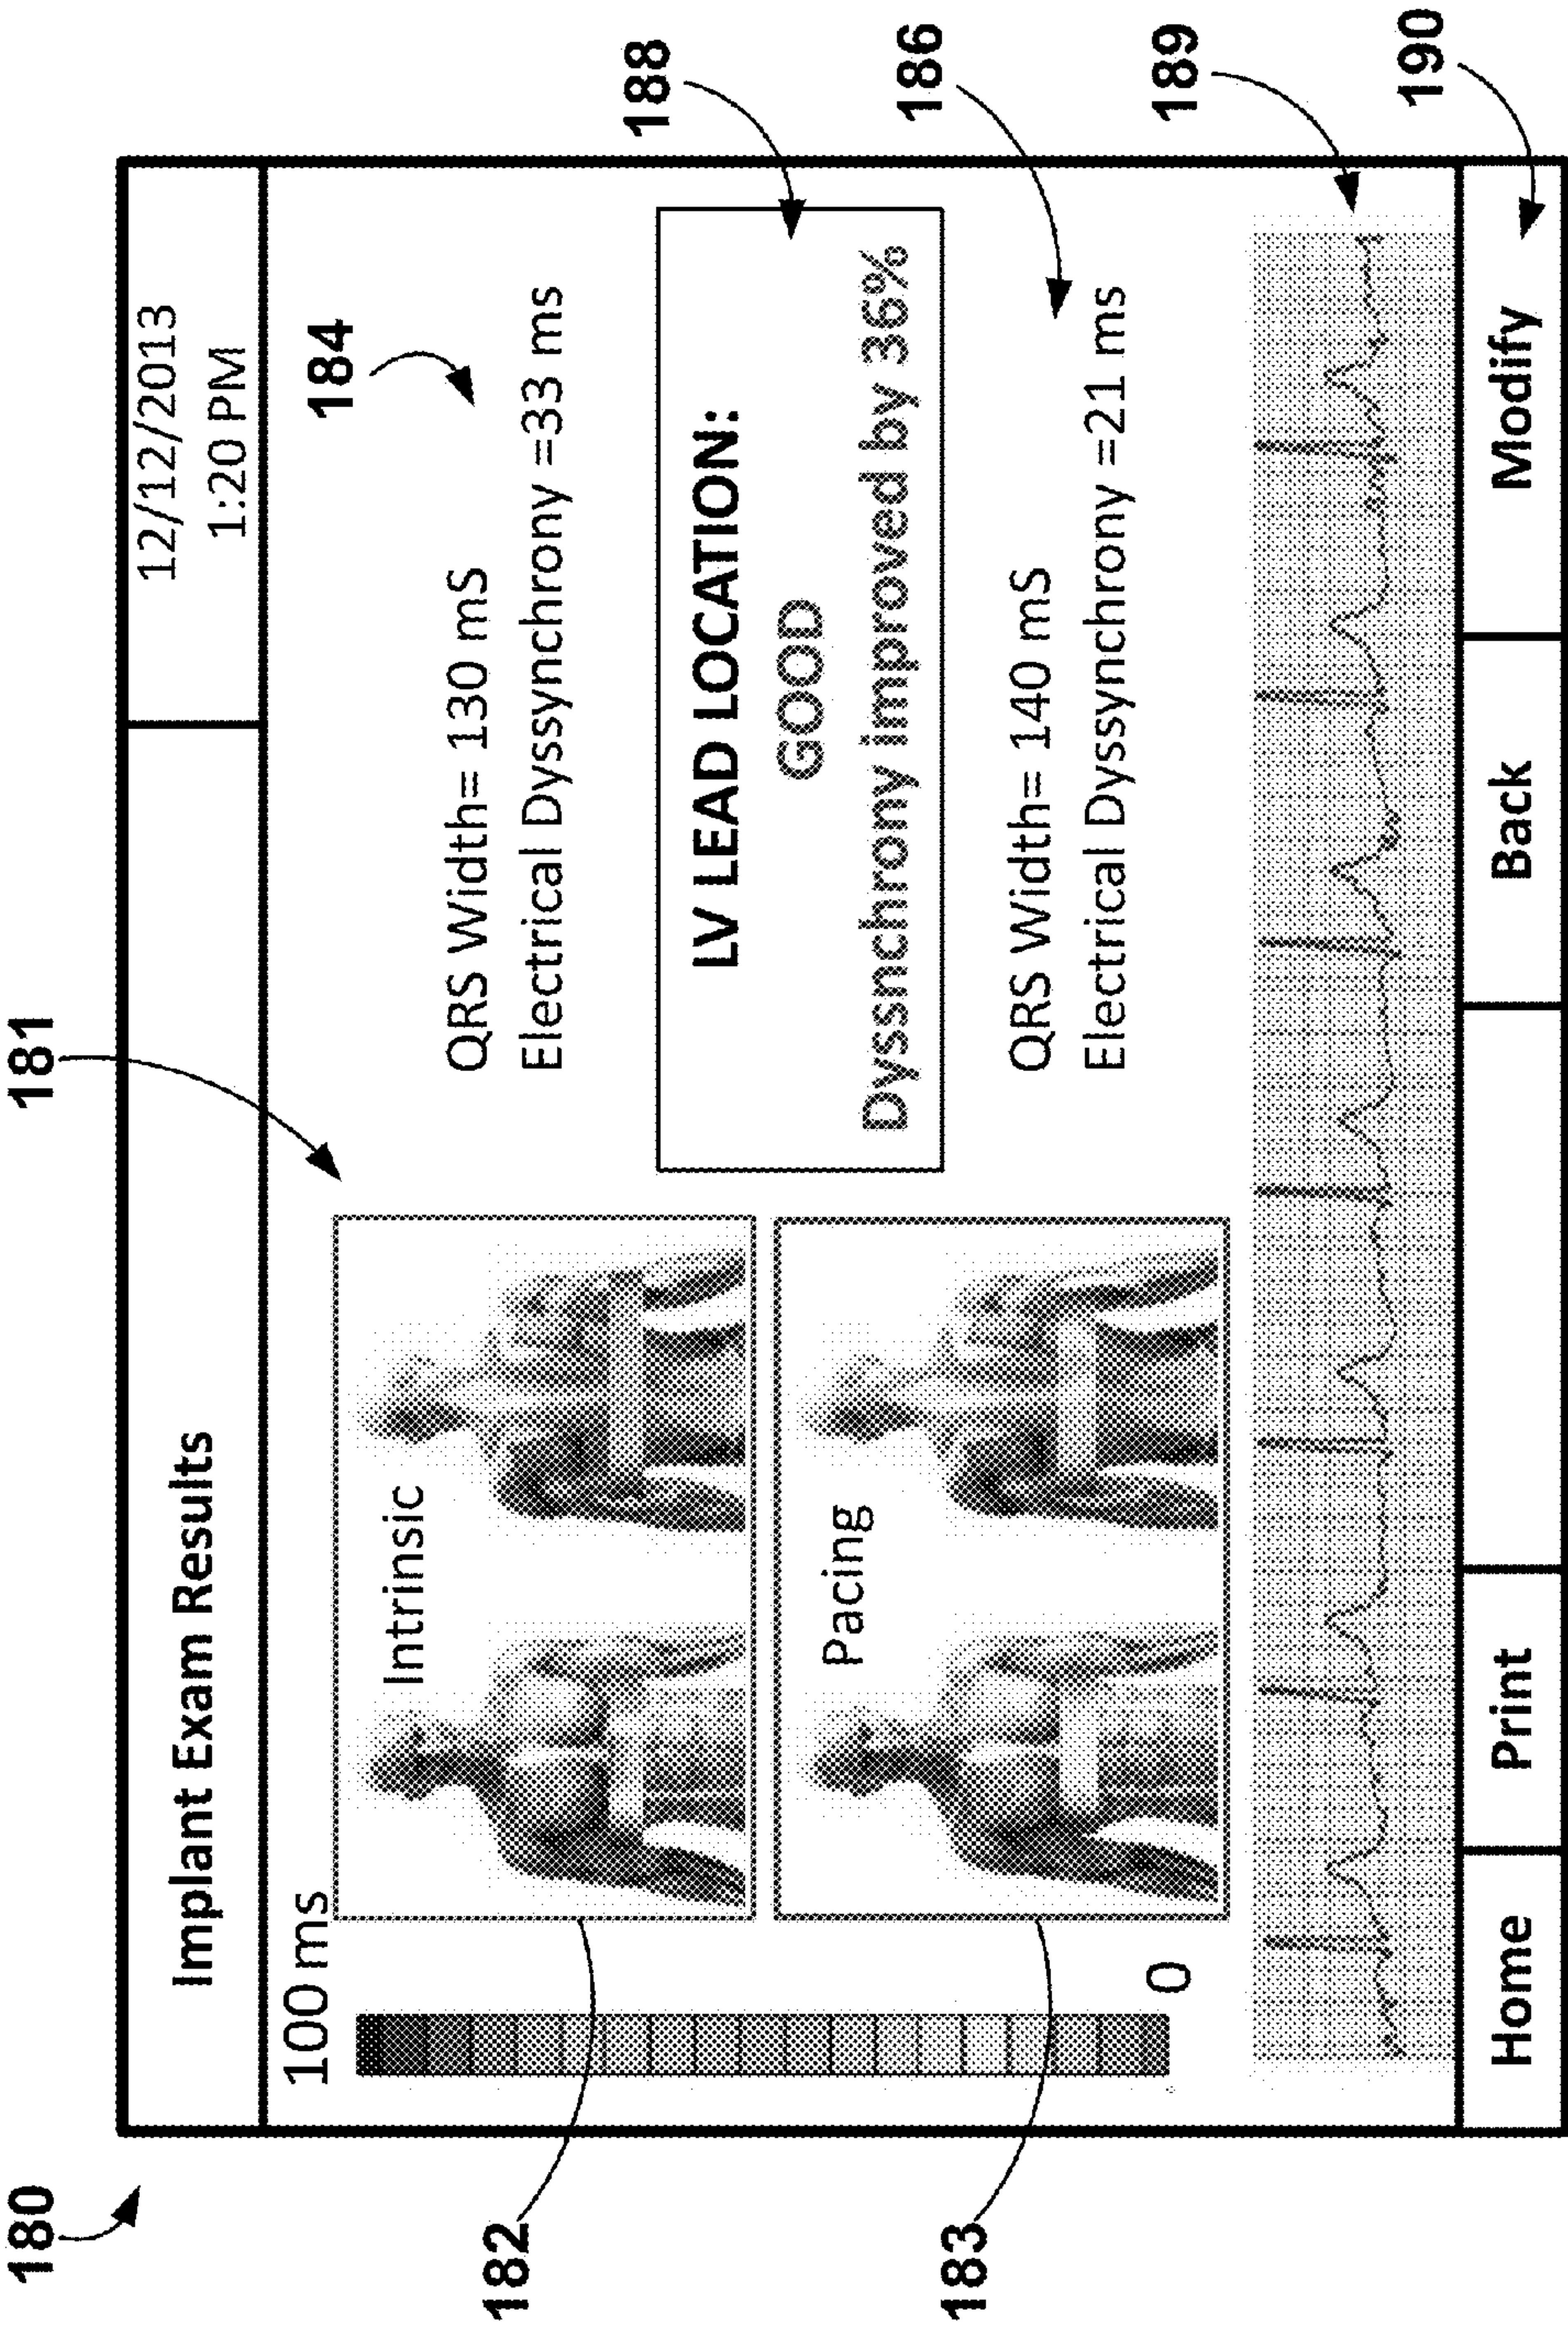 180
181
Implant Exam Results
12/12/2013
1:20 PM
100 ms
0
182
Intrinsic
183
Pacing
184
QRS Width= 130 mS
Electrical Dyssynchrony =33 ms
188
LV LEAD LOCATION:
GOOD
Dyssnchrony improved by 36%
186
QRS Width= 140 mS
Electrical Dyssynchrony =21 ms
189
190
Home
Print
Back
Modify